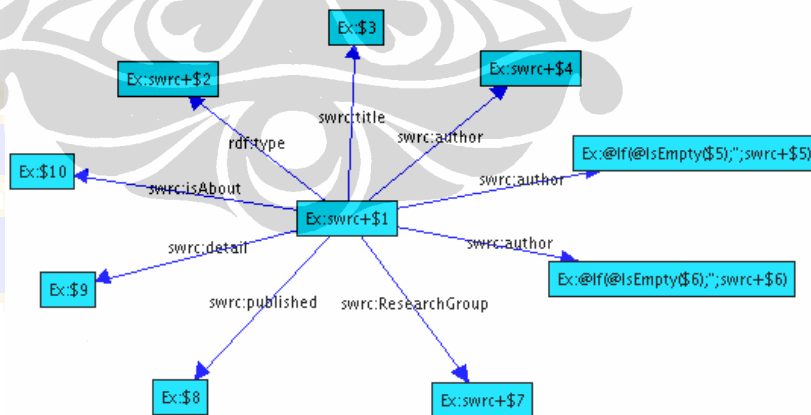 Ex:$3
Ex:swrc+$2
Ex:swrc+$4
swrc:title
rdf:type
swrc:author
Ex:@If(@IsEmpty($5);";swrc+$5)
Ex:$10
swrc:isAbout
swrc:author
Ex:swrc+$1
swrc:detail
swrc:author
Ex:$9
Ex:@If(@IsEmpty($6);";swrc+$6)
swrc:published
swrc:ResearchGroup
Ex:$8
Ex:swrc+$7